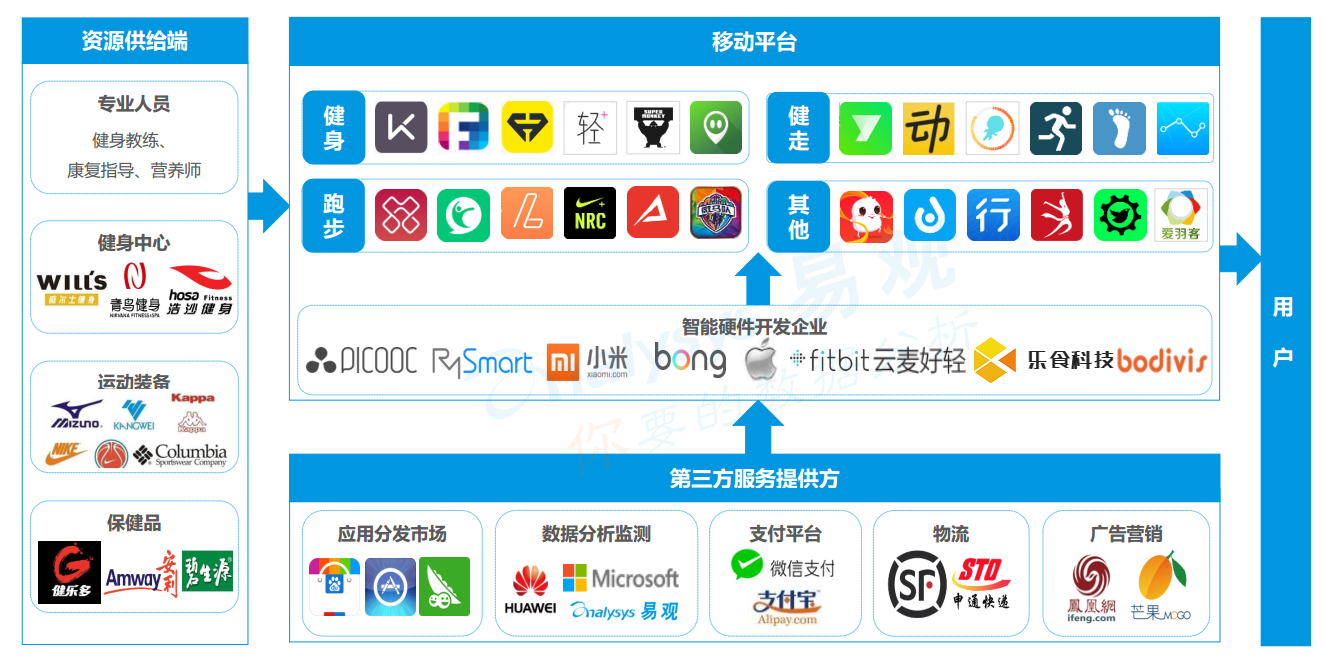 资源供给端
专业人员
健身教练、
康复指导、营养师
健身中心
WILL'S
威尔士健身
青鸟健身
NIRVANA FITNESS&SPA
hosa Fitness
浩沙健身
运动装备
MIZUNO
KANGWEI
Kappa
Kappa
NIKE
Columbia
Sportswear Company
保健品
健乐多
Amway安利
碧生源
移动平台
健身
轻+
SUPER
MONKEY
健走
动
跑步
NRC
其他
行
爱羽客
智能硬件开发企业
PICOOC
Smart
mi
小米
xiaomi.com
bong
fitbit
云麦好轻
乐食科技
bodivis
analysys 易观
你要的数据分析
第三方服务提供方
应用分发市场
数据分析监测
HUAWEI
Microsoft
analysys 易观
支付平台
微信支付
支付宝
Alipay.com
物流
SF
STO
申通快递
广告营销
鳳凰網
ifeng.com
芒果 MOGO
用户